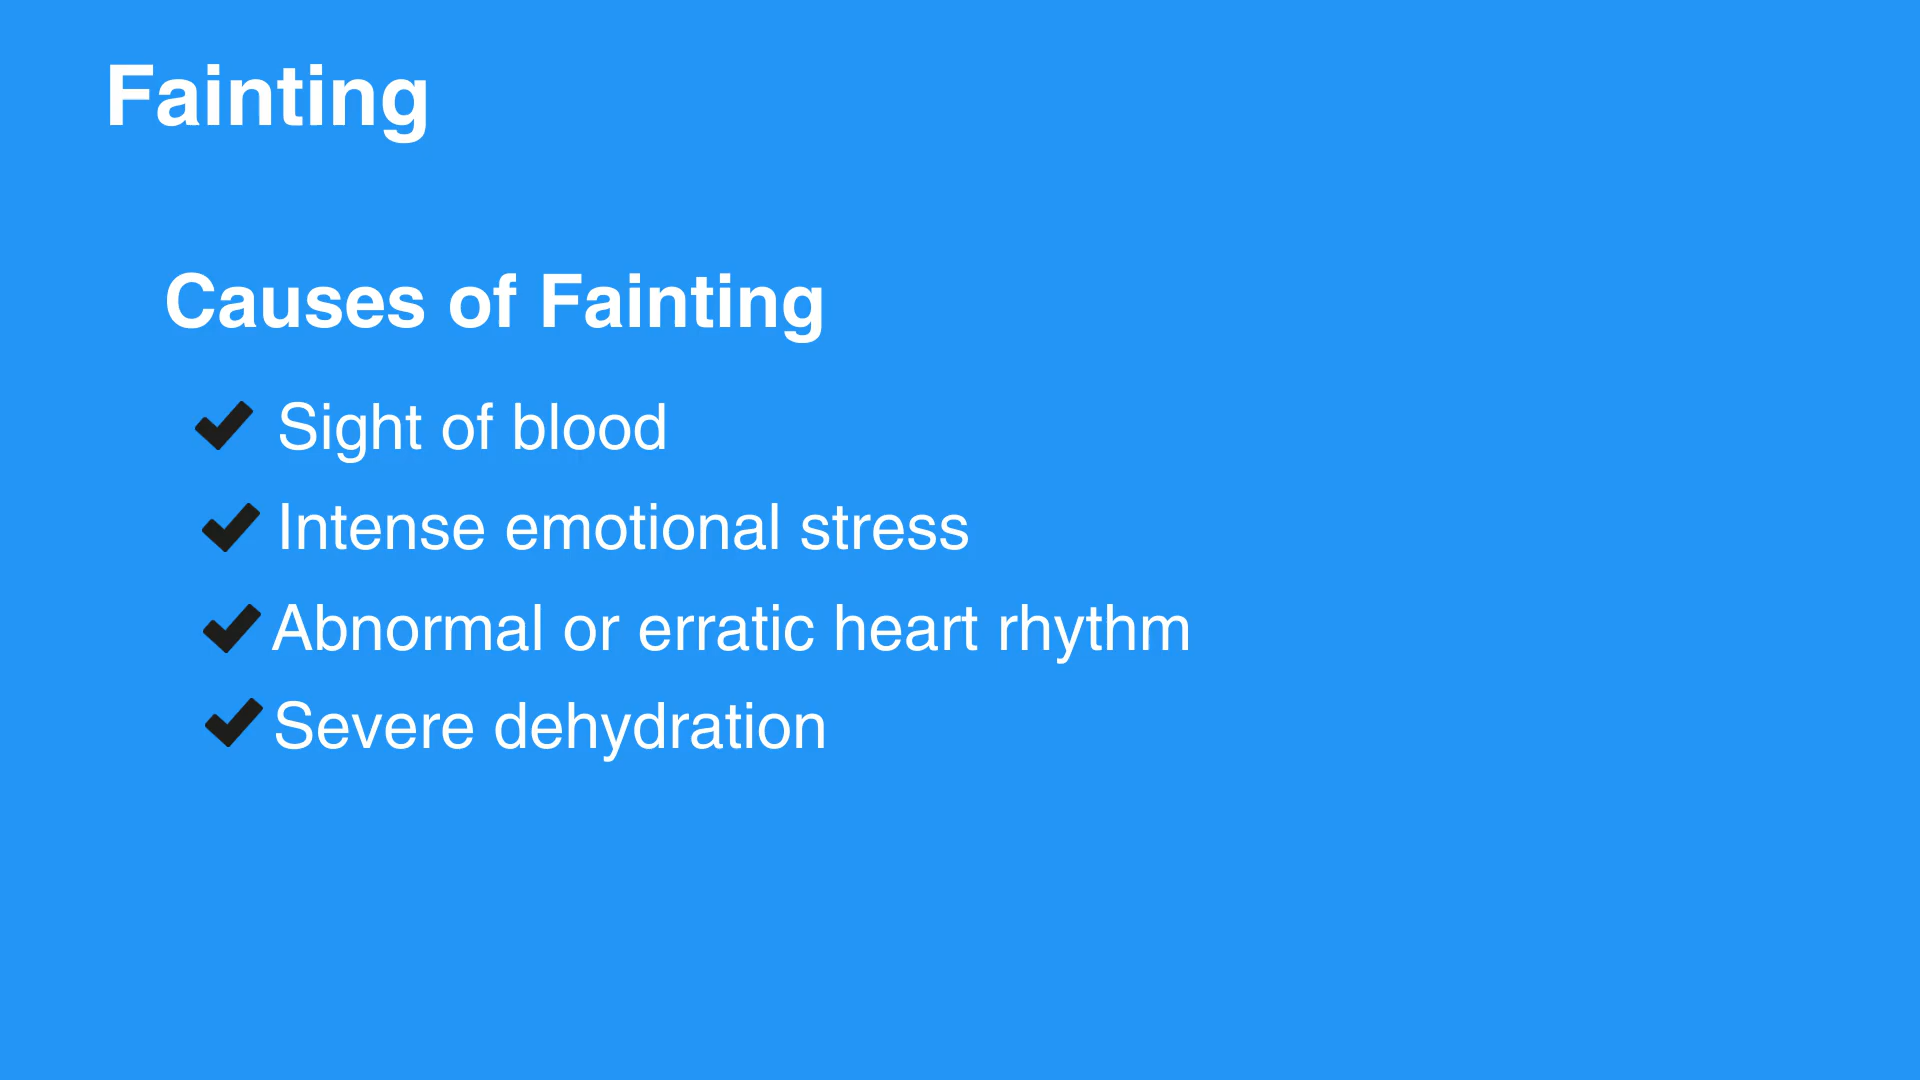 Fainting
Causes of Fainting
Sight of blood
Intense emotional stress
Abnormal or erratic heart rhythm
Severe dehydration